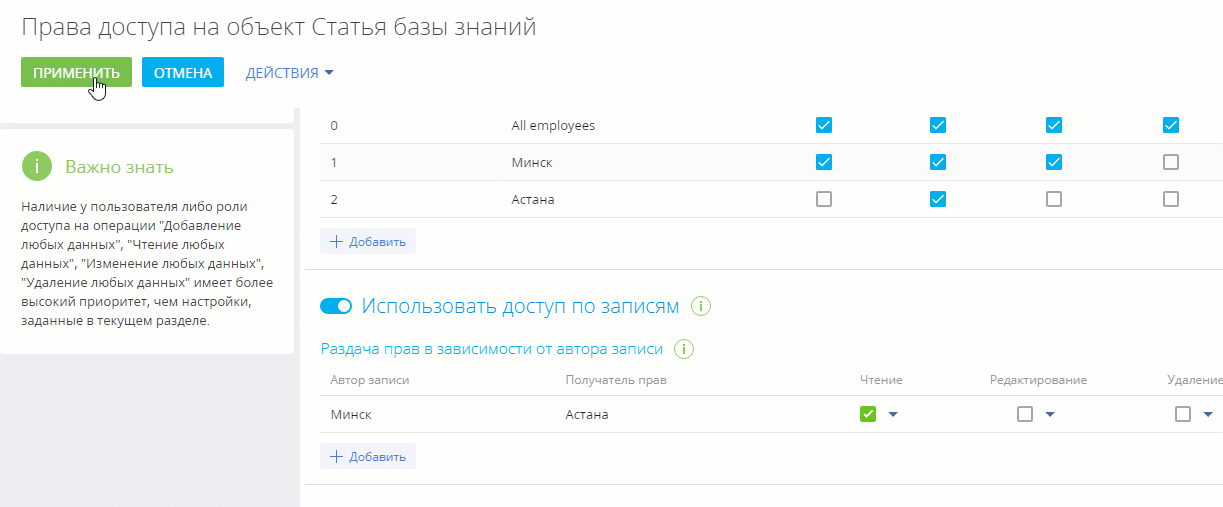 Права доступа на объект Статья базы знаний
ПРИМЕНИТЬ ОТМЕНА ДЕЙСТВИЯ
0 All employees
1 Минск
2 Астана
Добавить
Важно знать
Наличие у пользователя либо роли
доступа на операции "Добавление
любых данных", "Чтение любых
данных", "Изменение любых данных",
"Удаление любых данных" имеет более
высокий приоритет, чем настройки,
заданные в текущем разделе.
Использовать доступ по записям
Раздача прав в зависимости от автора записи
Автор записи Получатель прав Чтение Редактирование Удаление
Минск Астана
Добавить